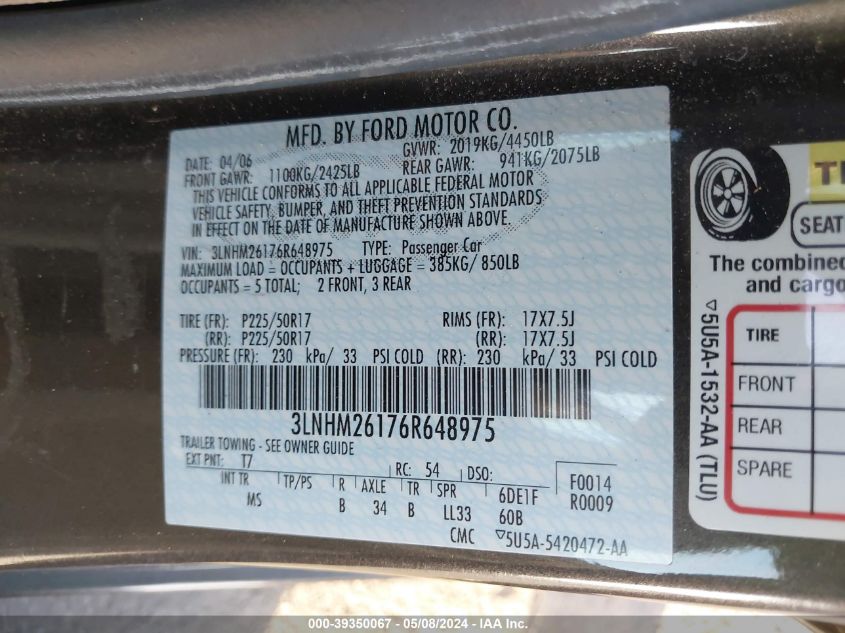 MFD. BY FORD MOTOR CO.
DATE: 04/06 GVWR: 2019KG/4450LB
FRONT GAWR: 1100KG/2425LB REAR GAWR: 941KG/2075LB
THIS VEHICLE CONFORMS TO ALL APPLICABLE FEDERAL MOTOR
VEHICLE SAFETY, BUMPER, AND THEFT PREVENTION STANDARDS
IN EFFECT ON THE DATE OF MANUFACTURE SHOWN ABOVE.
VIN: 3LNHM26176R648975 TYPE: Passenger Car
MAXIMUM LOAD = OCCUPANTS + LUGGAGE = 385KG/ 850LB
OCCUPANTS = 5 TOTAL; 2 FRONT, 3 REAR
TIRE (FR): P225/50R17 RIMS (FR): 17X7.5J
(RR): P225/50R17 (RR): 17X7.5J
PRESSURE (FR): 230 kPa/ 33 PSI COLD (RR): 230 kPa/ 33 PSI COLD
3LNHM26176R648975
TRAILER TOWING - SEE OWNER GUIDE
EXT PNT: T7 RC: 54 DSO: F0014
INT TR TP/PS R AXLE TR SPR 6DE1F R0009
MS B 34 B LL33 60B
CMC ▽5U5A-5420472-AA
SEAT
The combined
and cargo
TIRE
FRONT
REAR
SPARE
▽5U5A-1532-AA (TLU)
000-39350067 - 05/08/2024 - IAA Inc.